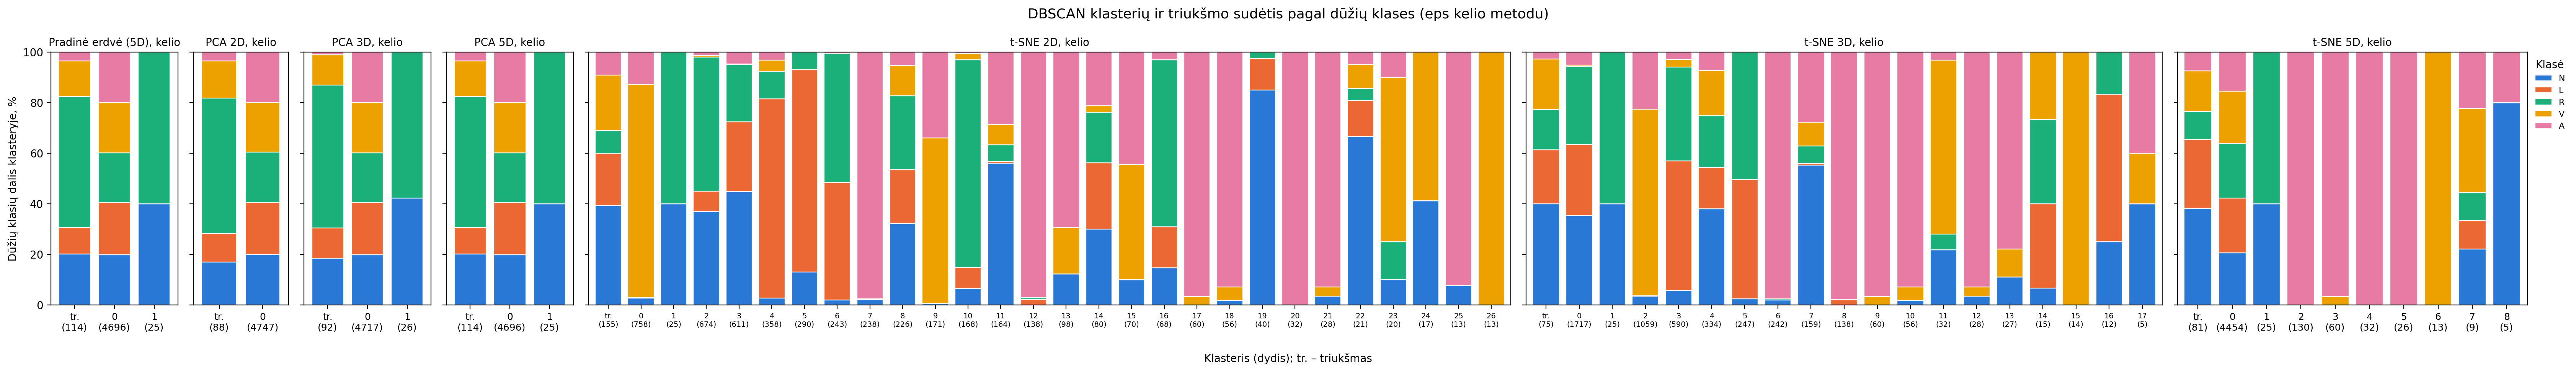 DBSCAN klasterių ir triukšmo sudėtis pagal dūžių klases (eps kelio metodu)
Pradinė erdvė (5D), kelio
PCA 2D, kelio
PCA 3D, kelio
PCA 5D, kelio
t-SNE 2D, kelio
t-SNE 3D, kelio
t-SNE 5D, kelio
Dūžių klasių dalis klasteryje, %
100
80
60
40
20
0
tr. 0 1
(114) (4696) (25)
tr. 0
(88) (4747)
tr. 0 1
(92) (4717) (26)
tr. 0 1
(114) (4696) (25)
tr. 0 1 2 3 4 5 6 7 8 9 10 11 12 13 14 15 16 17 18 19 20 21 22 23 24 25 26
(155) (758) (25) (674) (611) (358) (290) (243) (238) (226) (171) (168) (164) (138) (98) (80) (70) (68) (60) (56) (40) (32) (28) (21) (20) (17) (13) (13)
tr. 0 1 2 3 4 5 6 7 8 9 10 11 12 13 14 15 16 17
(75) (1717) (25) (1059) (590) (334) (247) (242) (159) (138) (60) (56) (32) (28) (27) (15) (14) (12) (5)
tr. 0 1 2 3 4 5 6 7 8
(81) (4454) (25) (130) (60) (32) (26) (13) (9) (5)
Klasteris (dydis); tr. – triukšmas
Klasė
N
L
R
V
A